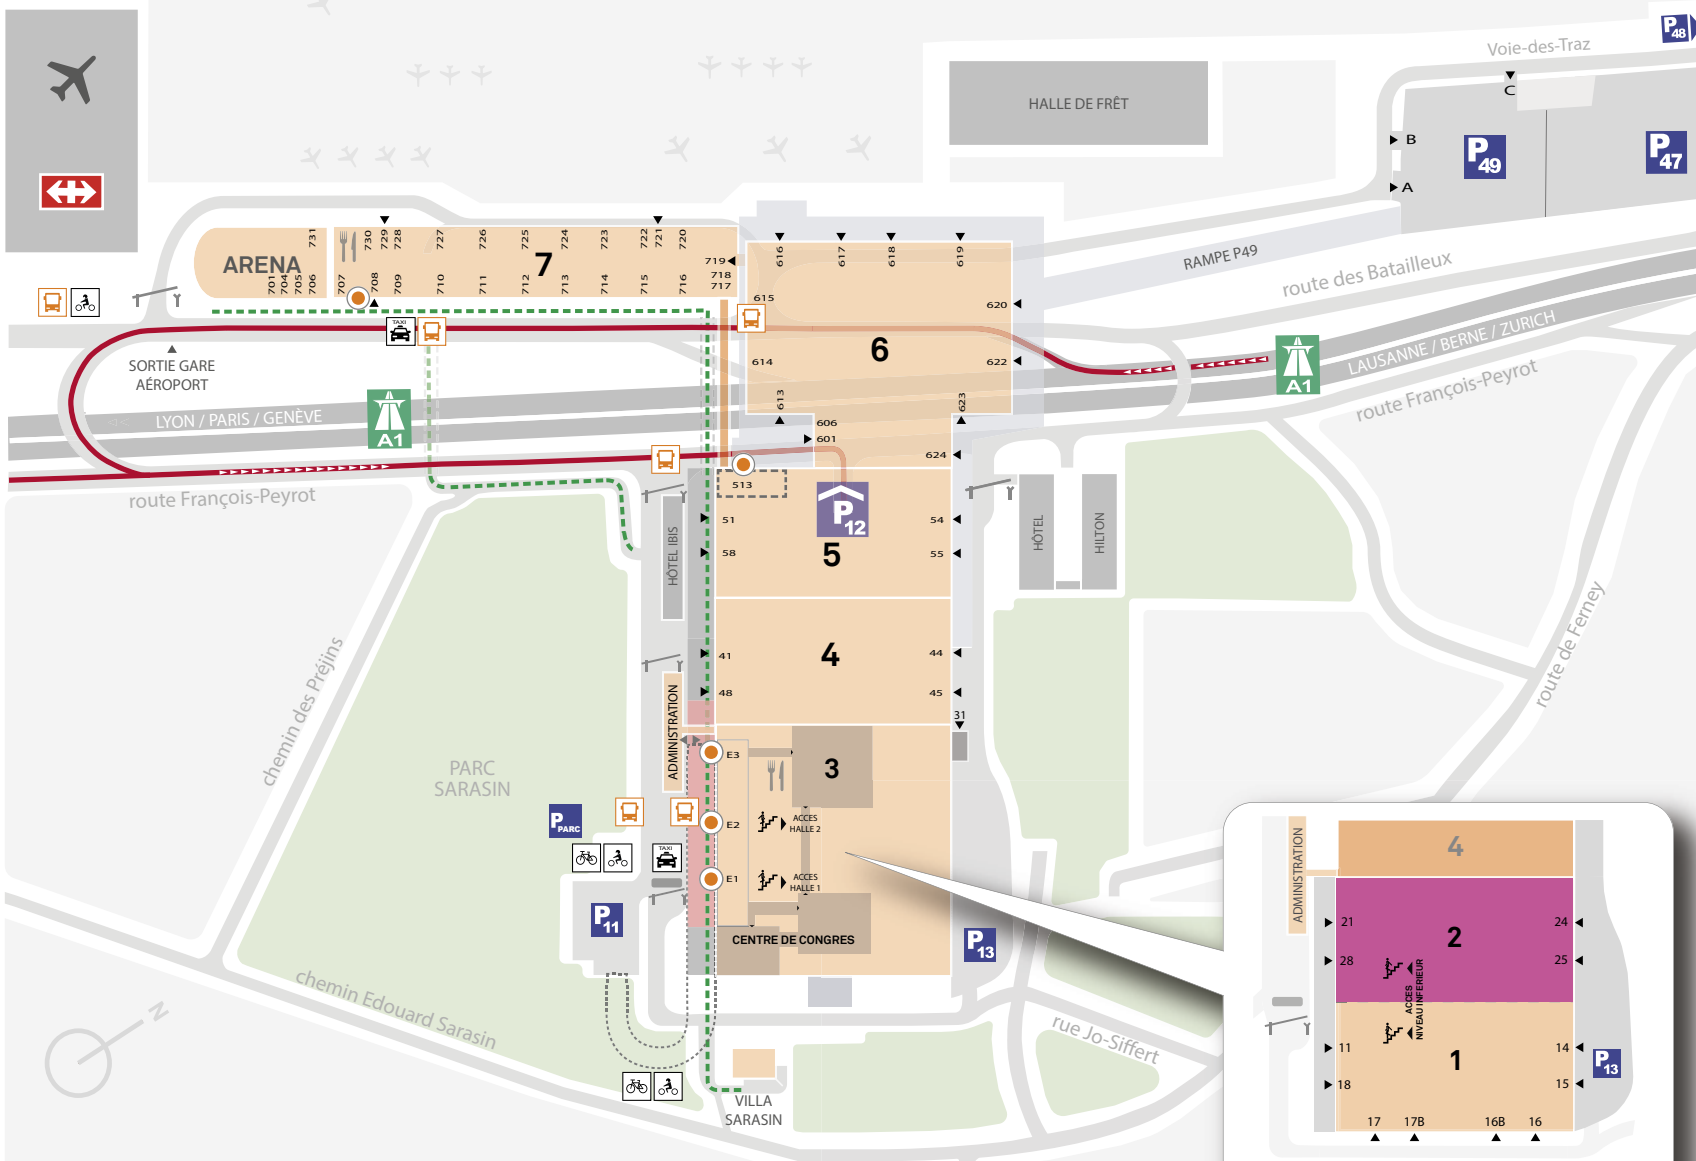 P48
Voie-des-Traz
C
HALLE DE FRÊT
B
P49
P47
A
731
730
729
728
727
726
725
724
723
722
721
720
616
617
618
619
ARENA
7
719
718
717
701
704
705
706
707
708
709
710
711
712
713
714
715
716
RAMPE P49
route des Batailleux
615
620
TAXI
6
614
622
SORTIE GARE
AÉROPORT
A1
LAUSANNE / BERNE / ZURICH
route François-Peyrot
613
623
LYON / PARIS / GENÈVE
A1
606
601
624
route François-Peyrot
513
P12
51
54
58
55
5
HÔTEL IBIS
HÔTEL
HILTON
route de Ferney
chemin des Préjins
41
44
4
48
45
31
ADMINISTRATION
E3
3
PARC
SARASIN
PPARC
E2
ACCES
HALLE 2
TAXI
E1
ACCES
HALLE 1
P11
CENTRE DE CONGRES
P13
chemin Edouard Sarasin
N
rue Jo-Siffert
VILLA
SARASIN
ADMINISTRATION
4
21
24
2
28
25
ACCES
NIVEAU INFERIEUR
11
14
1
P13
18
15
17
17B
16B
16